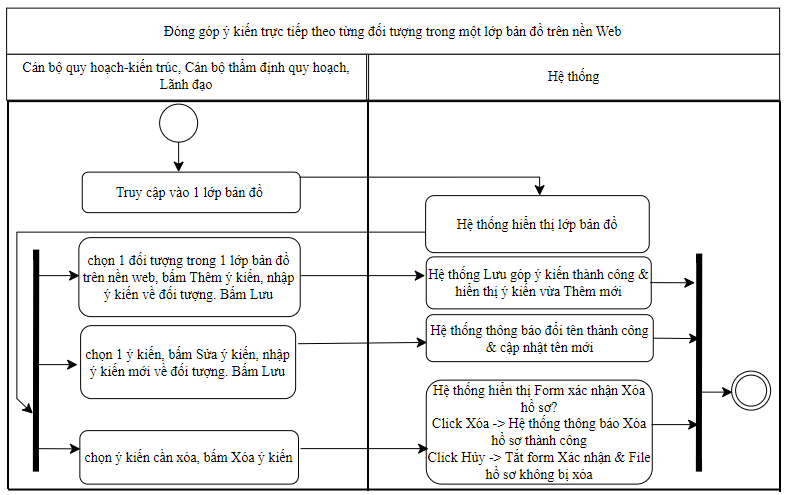 Đóng góp ý kiến trực tiếp theo từng đối tượng trong một lớp bản đồ trên nền Web
Cán bộ quy hoạch-kiến trúc, Cán bộ thẩm định quy hoạch,
Lãnh đạo
Hệ thống
Truy cập vào 1 lớp bản đồ
Hệ thống hiển thị lớp bản đồ
chọn 1 đối tượng trong 1 lớp bản đồ
trên nền web, bấm Thêm ý kiến, nhập
ý kiến về đối tượng. Bấm Lưu
Hệ thống Lưu góp ý kiến thành công &
hiển thị ý kiến vừa Thêm mới
chọn 1 ý kiến, bấm Sửa ý kiến, nhập
ý kiến mới về đối tượng. Bấm Lưu
Hệ thống thông báo đổi tên thành công
& cập nhật tên mới
chọn ý kiến cần xóa, bấm Xóa ý kiến
Hệ thống hiển thị Form xác nhận Xóa
hồ sơ?
Click Xóa -> Hệ thống thông báo Xóa
hồ sơ thành công
Click Hủy -> Tắt form Xác nhận & File
hồ sơ không bị xóa